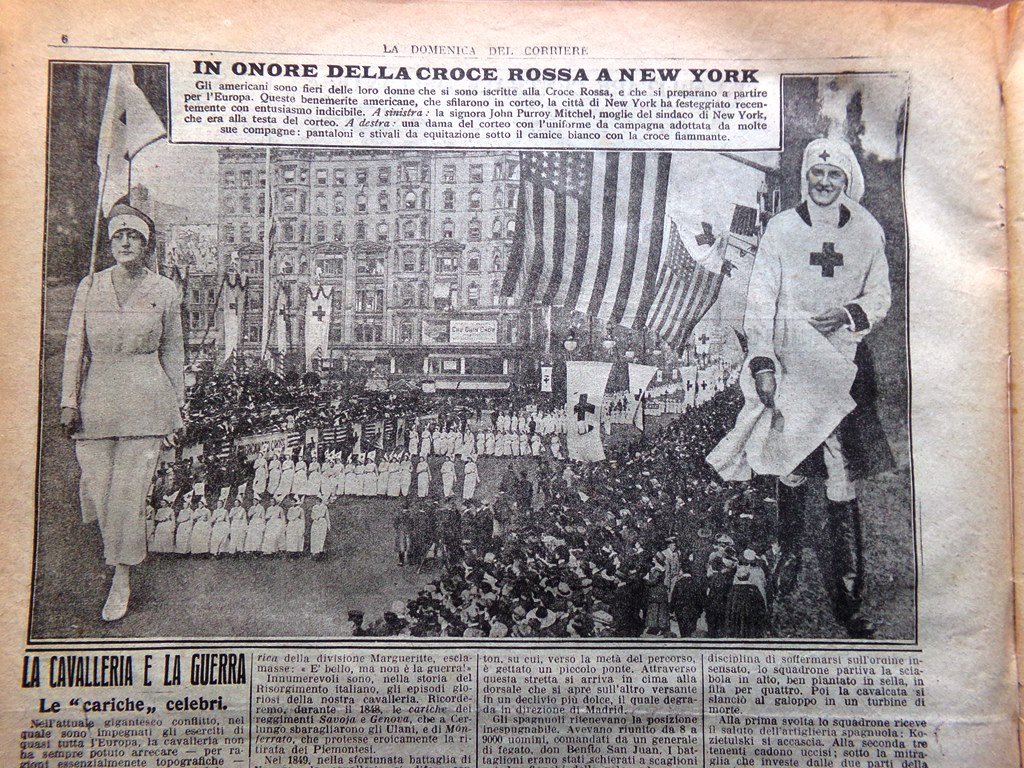 6
LA DOMENICA DEL CORRIERE
IN ONORE DELLA CROCE ROSSA A NEW YORK
Gli americani sono fieri delle loro donne che si sono iscritte alla Croce Rossa, e che si preparano a partire
per l'Europa. Queste benemerite americane, che sfilarono in corteo, la città di New York ha festeggiato recen-
temente con entusiasmo indicibile. A sinistra: la signora John Purroy Mitchel, moglie del sindaco di New York,
che era alla testa del corteo. A destra: una dama del corteo con l'uniforme da campagna adottata da molte
sue compagne: pantaloni e stivali da equitazione sotto il camice bianco con la croce fiammante.
LA CAVALLERIA E LA GUERRA
Le "cariche" celebri.
Nell'attuale gigantesco conflitto, nel
quale sono impegnati gli eserciti di
quasi tutta l'Europa, la cavalleria non
ha sempre potuto arrecare — per ra-
gioni essenzialmenete topografiche —
rica della divisione Margueritte, escla-
masse: « E' bello, ma non è la guerra!»
Innumerevoli sono, nella storia del
Risorgimento italiano, gli episodi glo-
riosi della nostra cavalleria. Ricorde-
remo, durante il 1848, le cariche dei
reggimenti Savoja e Genova, che a Cer-
lungo sbaragliarono gli Ulani, e di Mon-
ferrato, che protesse eroicamente la ri-
tirata dei Piemontesi.
Nel 1849, nella sfortunata battaglia di
ton, su cui, verso la metà del percorso,
è gettato un piccolo ponte. Attraverso
questa stretta si arriva in cima alla
dorsale che si apre sull'altro versante
in un declivio più dolce, il quale degra-
da in direzione di Madrid.
Gli spagnuoli ritenevano la posizione
inespugnabile. Avevano riunito da 8 a
9000 uomini, comandati da un generale
di fegato, don Benito San Juan. I bat-
taglioni erano stati schierati a scaglioni
disciplina di soffermarsi sull'ordine in-
sensato, lo squadrone partiva la scia-
bola in alto, ben piantato in sella, in
fila per quattro. Poi la cavalcata si
slanciò al galoppo in un turbine di
morte.
Alla prima svolta lo squadrone riceve
il saluto dell'artiglieria spagnuola: Ko-
zietulski si accascia. Alla seconda tre
tenenti cadono uccisi; sotto la mitra-
glia che investe dalle due parti della